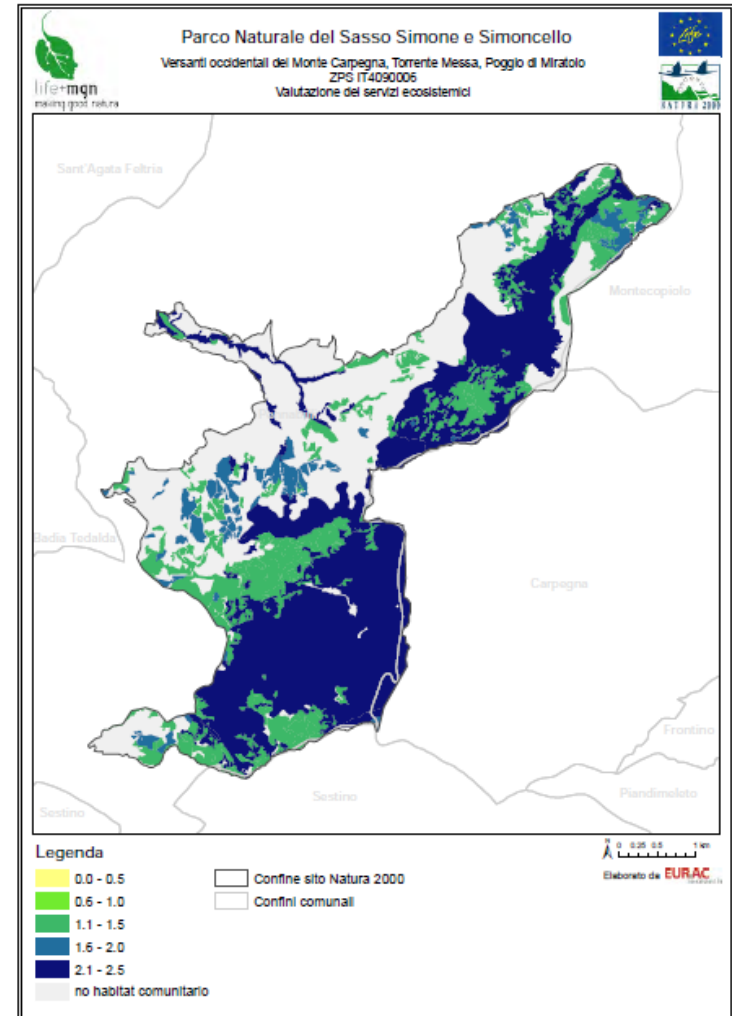 Parco Naturale del Sasso Simone e Simoncello
Versanti occidentali del Monte Carpegna, Torrente Messa, Poggio di Miratolo
ZPS IT4090006
Valutazione dei servizi ecosistemici
life+mgn
making good natura
Life
NATURA 2000
Sant'Agata Feltria
Montecopiolo
Badia Tedalda
Carpegna
Frontino
Piandimeleto
Sestino
Sestino
Legenda
0.0 - 0.5
0.6 - 1.0
1.1 - 1.5
1.6 - 2.0
2.1 - 2.5
no habitat comunitario
Confine sito Natura 2000
Confini comunali
N
0 0.25 0.5 1 km
Elaborato da EURAC